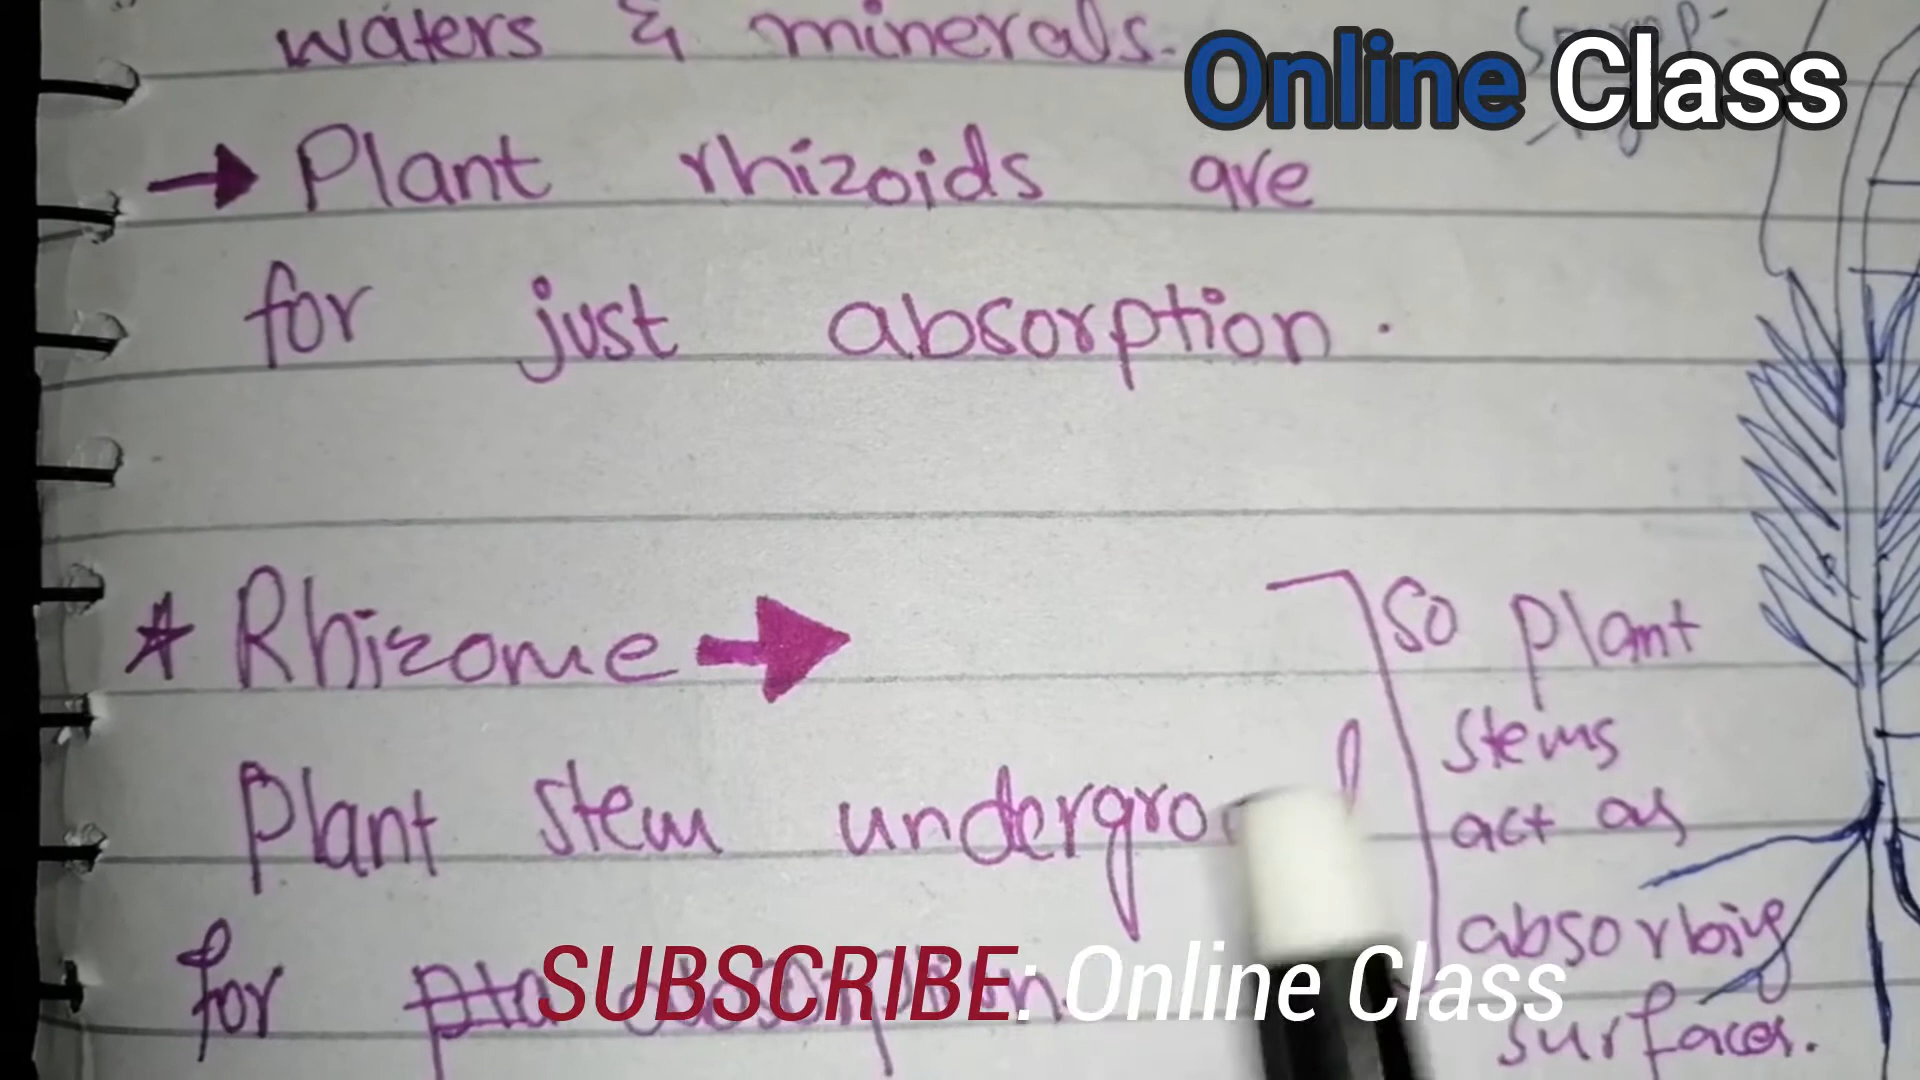 waters & minerals.
Online Class
→ Plant rhizoids are
for just absorption.
* Rhizome →
Plant stem undergro
for absorption
so plant
stems
act as
absorbing
surfaces.
SUBSCRIBE: Online Class